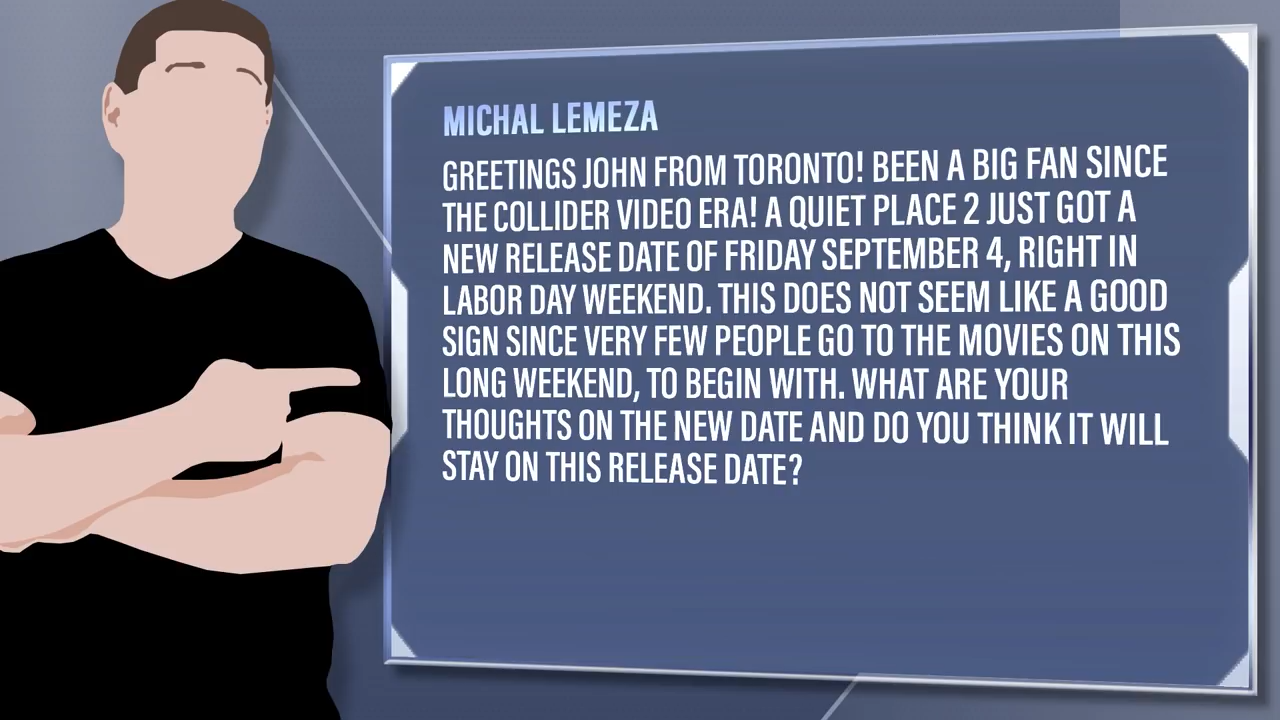 MICHAL LEMEZA
GREETINGS JOHN FROM TORONTO! BEEN A BIG FAN SINCE
THE COLLIDER VIDEO ERA! A QUIET PLACE 2 JUST GOT A
NEW RELEASE DATE OF FRIDAY SEPTEMBER 4, RIGHT IN
LABOR DAY WEEKEND. THIS DOES NOT SEEM LIKE A GOOD
SIGN SINCE VERY FEW PEOPLE GO TO THE MOVIES ON THIS
LONG WEEKEND, TO BEGIN WITH. WHAT ARE YOUR
THOUGHTS ON THE NEW DATE AND DO YOU THINK IT WILL
STAY ON THIS RELEASE DATE?